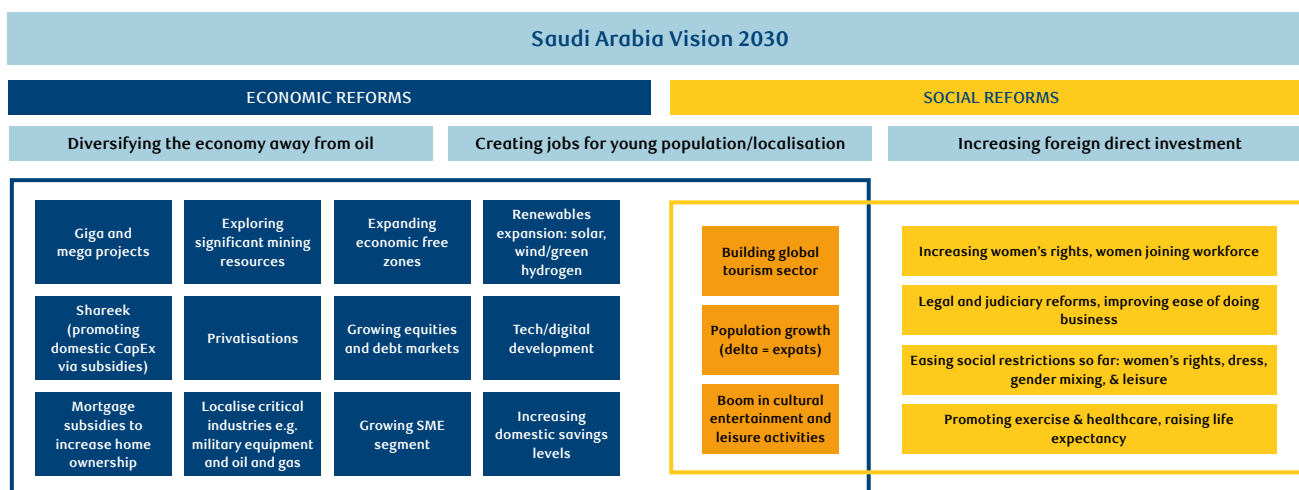 Saudi Arabia Vision 2030
ECONOMIC REFORMS
SOCIAL REFORMS
Diversifying the economy away from oil
Creating jobs for young population/localisation
Increasing foreign direct investment
Giga and
mega projects
Exploring
significant mining
resources
Expanding
economic free
zones
Renewables
expansion: solar,
wind/green
hydrogen
Shareek
(promoting
domestic CapEx
via subsidies)
Privatisations
Growing equities
and debt markets
Tech/digital
development
Mortgage
subsidies to
increase home
ownership
Localise critical
industries e.g.
military equipment
and oil and gas
Growing SME
segment
Increasing
domestic savings
levels
Building global
tourism sector
Population growth
(delta = expats)
Boom in cultural
entertainment and
leisure activities
Increasing women's rights, women joining workforce
Legal and judiciary reforms, improving ease of doing
business
Easing social restrictions so far: women's rights, dress,
gender mixing, & leisure
Promoting exercise & healthcare, raising life
expectancy